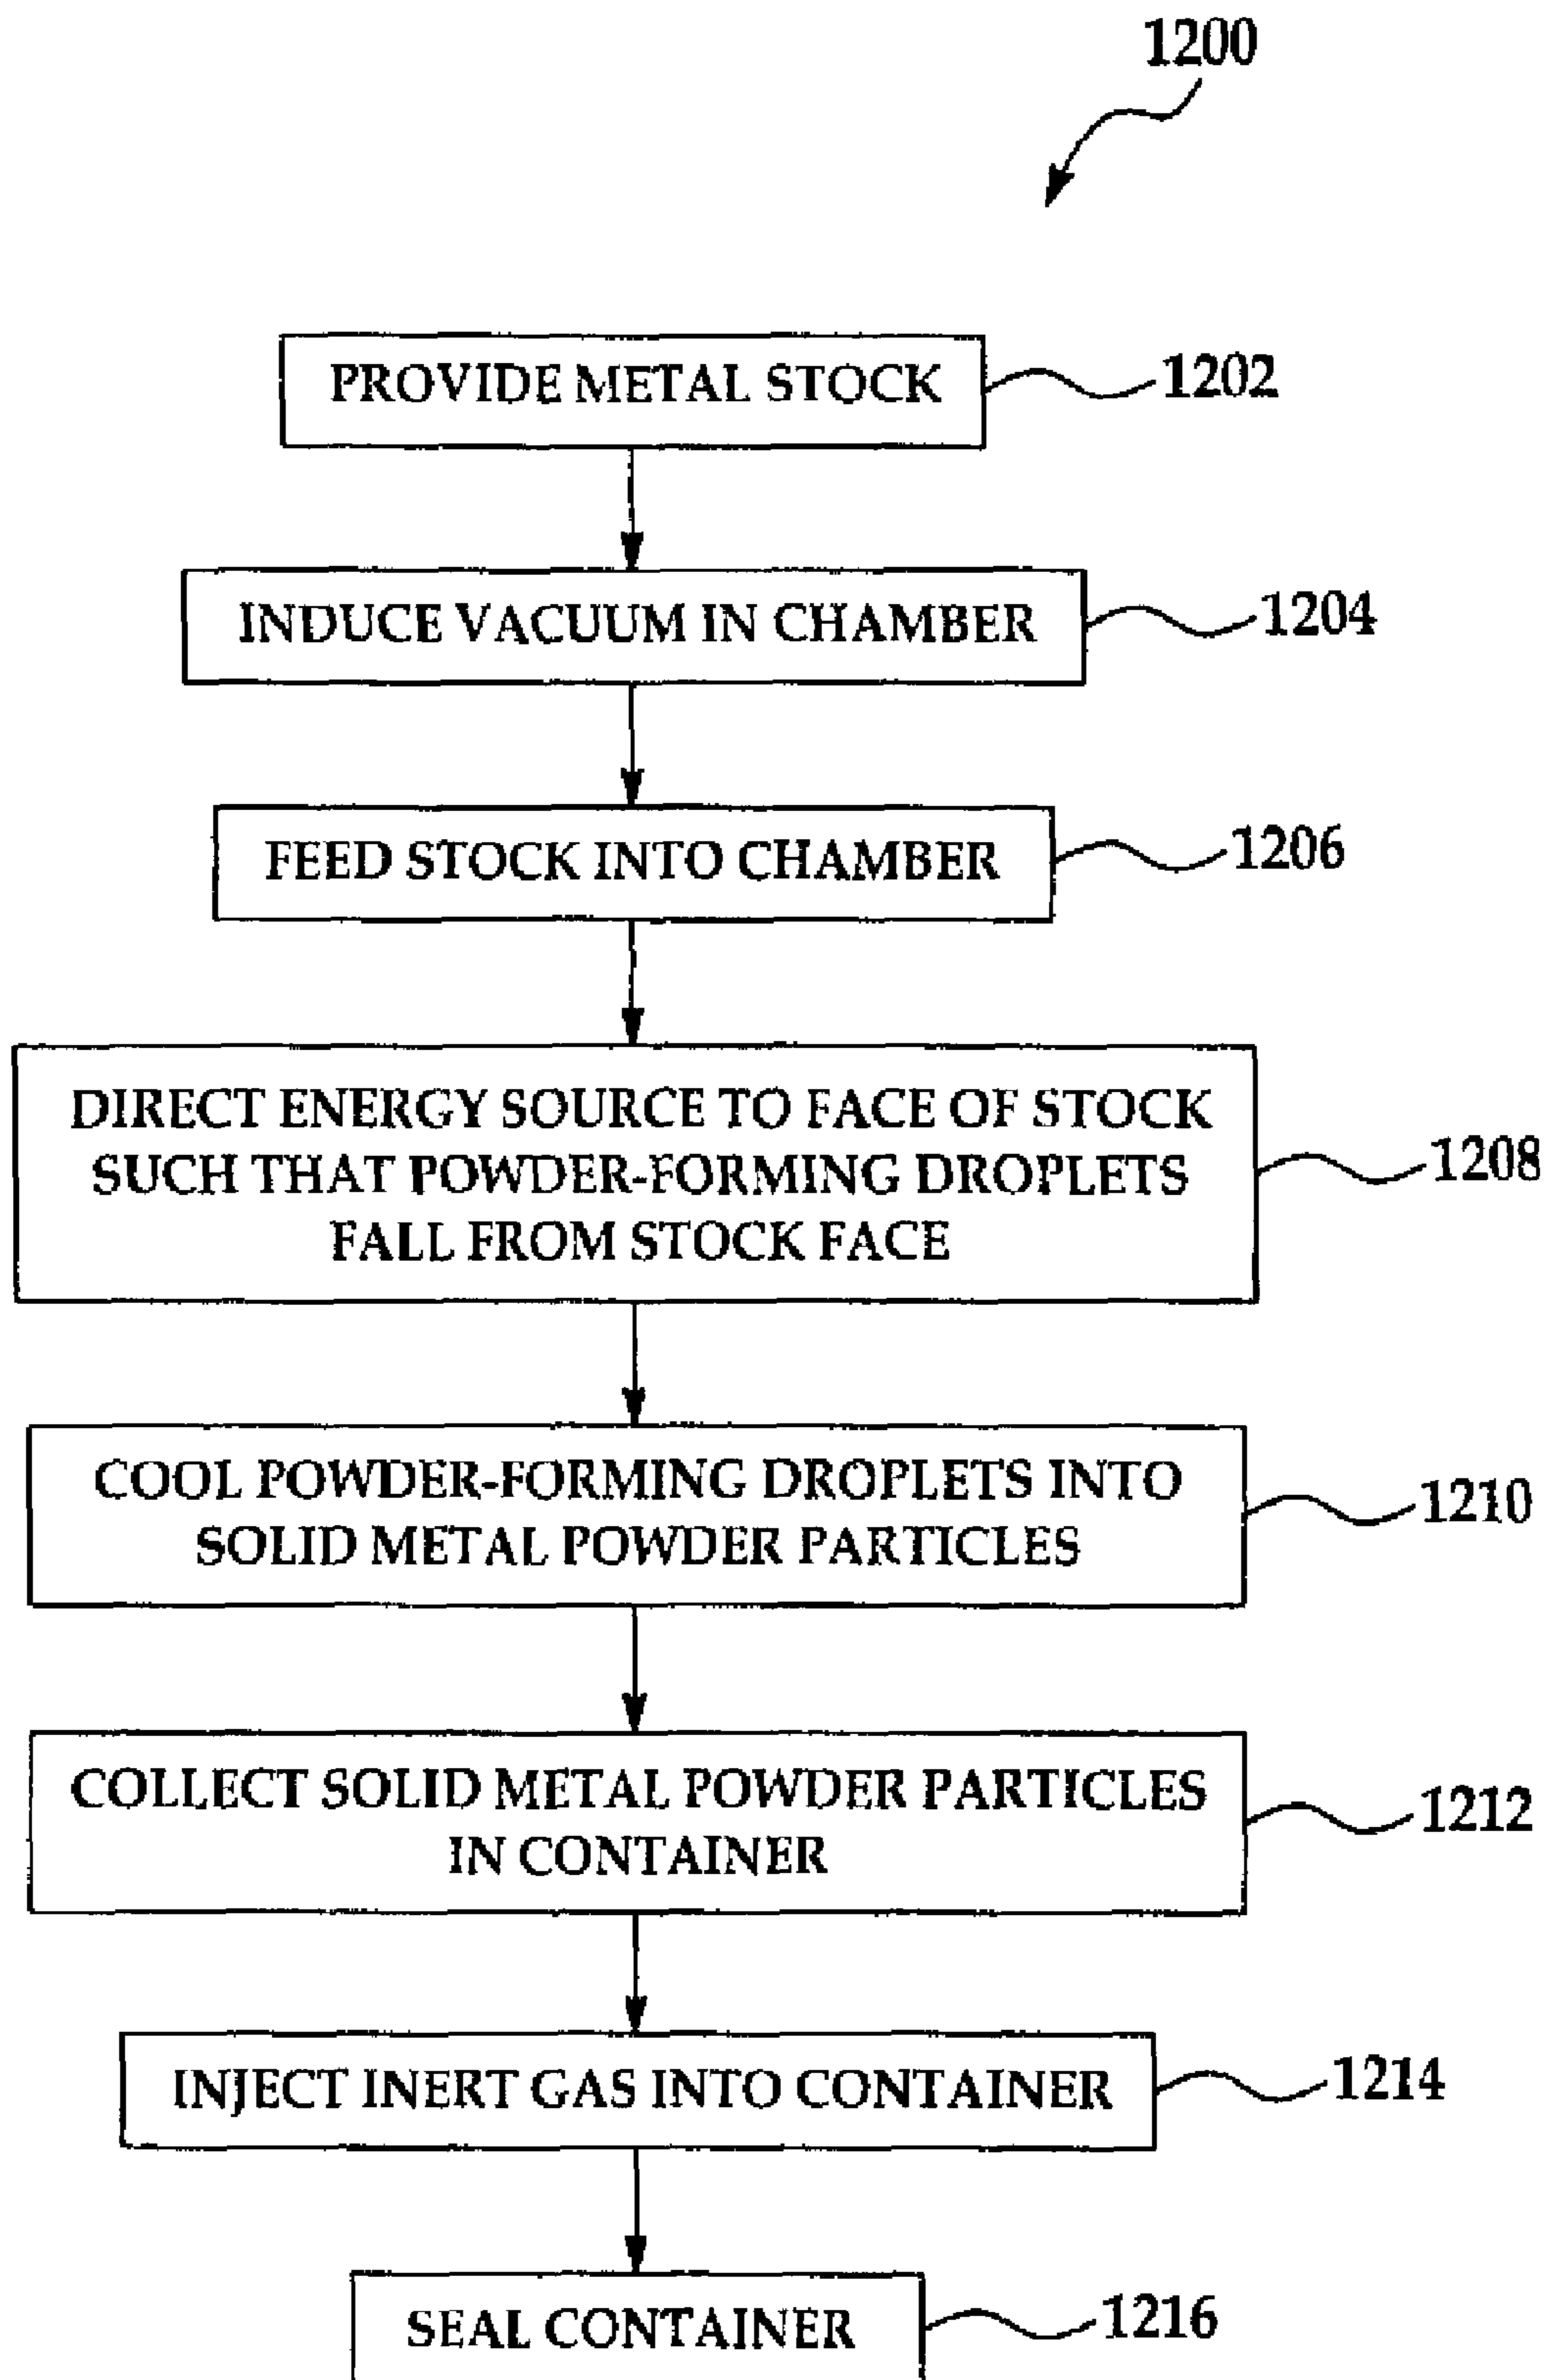 1200
PROVIDE METAL STOCK
1202
INDUCE VACUUM IN CHAMBER
1204
FEED STOCK INTO CHAMBER
1206
DIRECT ENERGY SOURCE TO FACE OF STOCK
SUCH THAT POWDER-FORMING DROPLETS
FALL FROM STOCK FACE
1208
COOL POWDER-FORMING DROPLETS INTO
SOLID METAL POWDER PARTICLES
1210
COLLECT SOLID METAL POWDER PARTICLES
IN CONTAINER
1212
INJECT INERT GAS INTO CONTAINER
1214
SEAL CONTAINER
1216